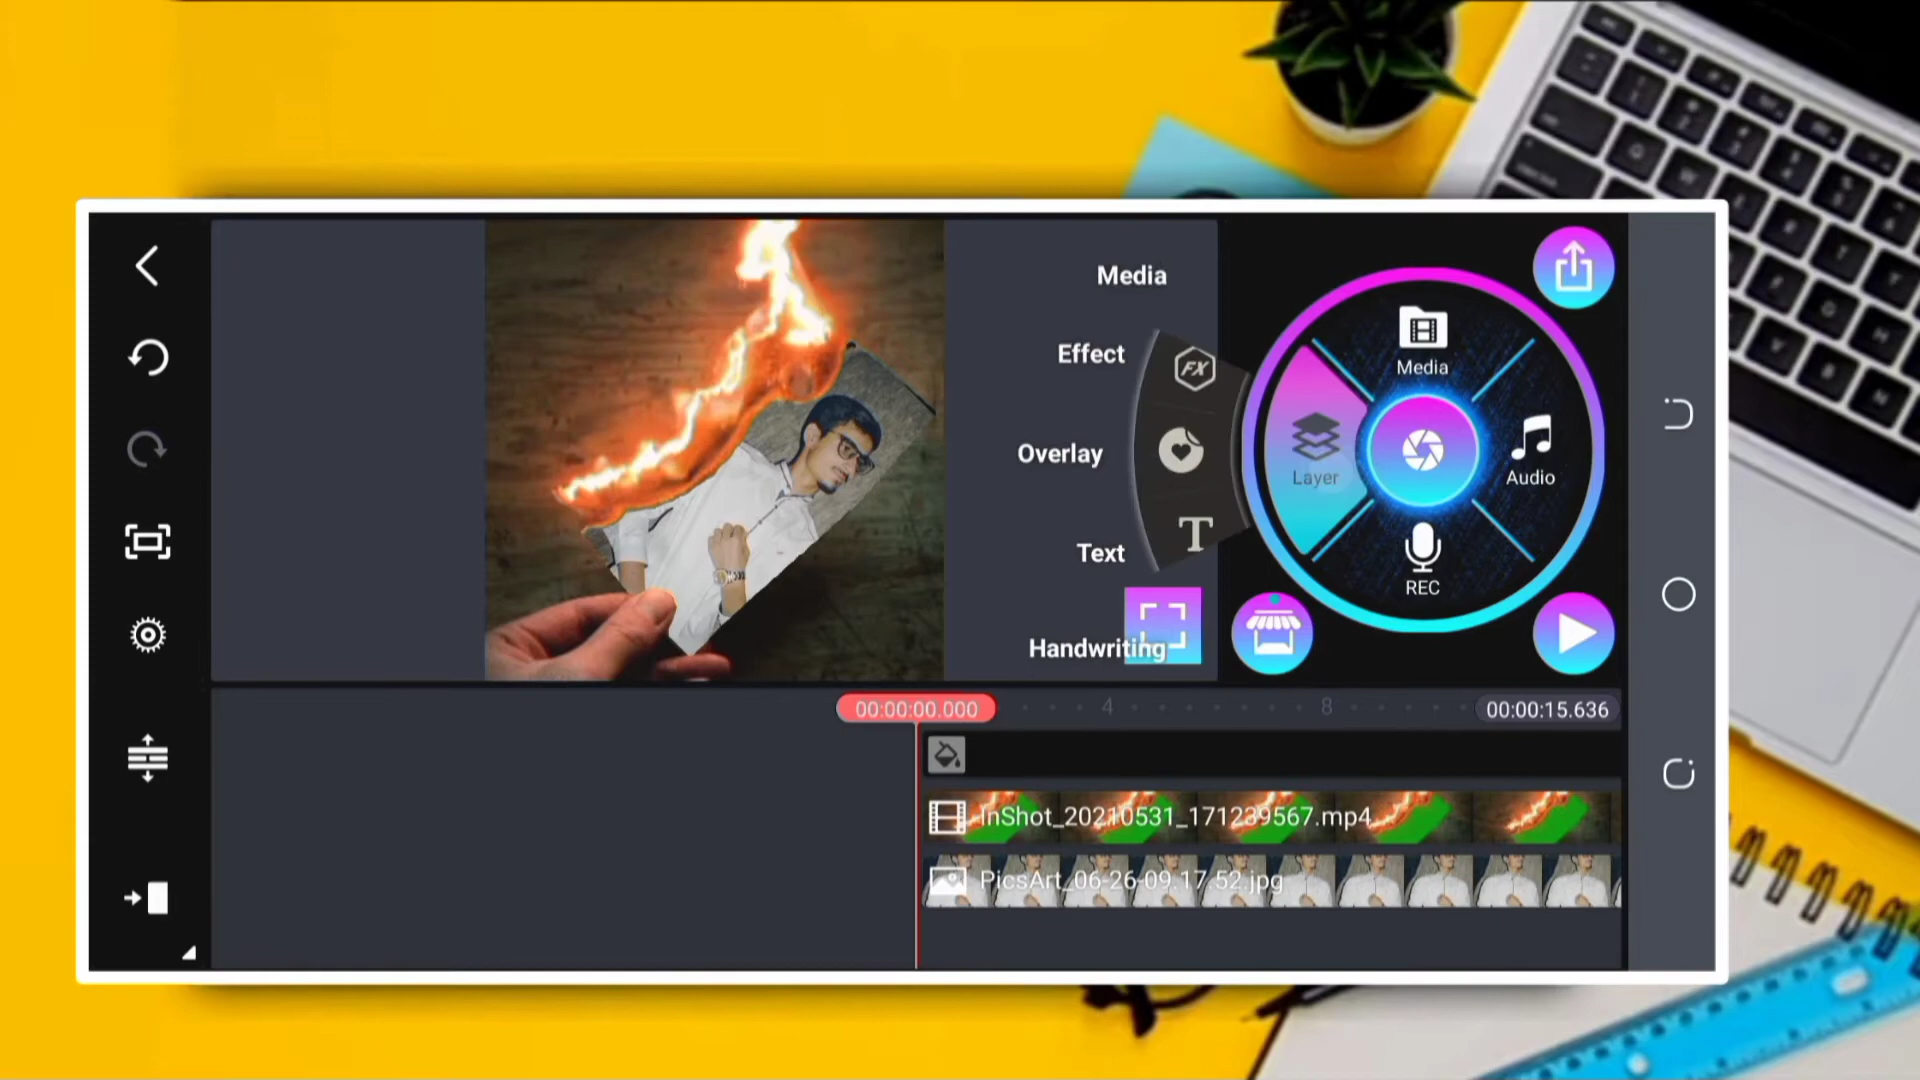 Media
Effect
Overlay
Text
Handwriting
FX
T
Media
Layer
Audio
REC
00:00:00.000
4
8
00:00:15.636
InShot_20210531_171239567.mp4
PicsArt_06-26-09.17.52.jpg